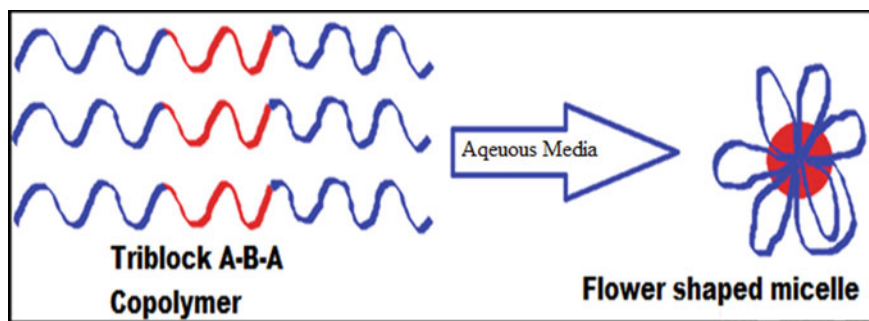 Aqeuous Media
Triblock A-B-A
Copolymer
Flower shaped micelle